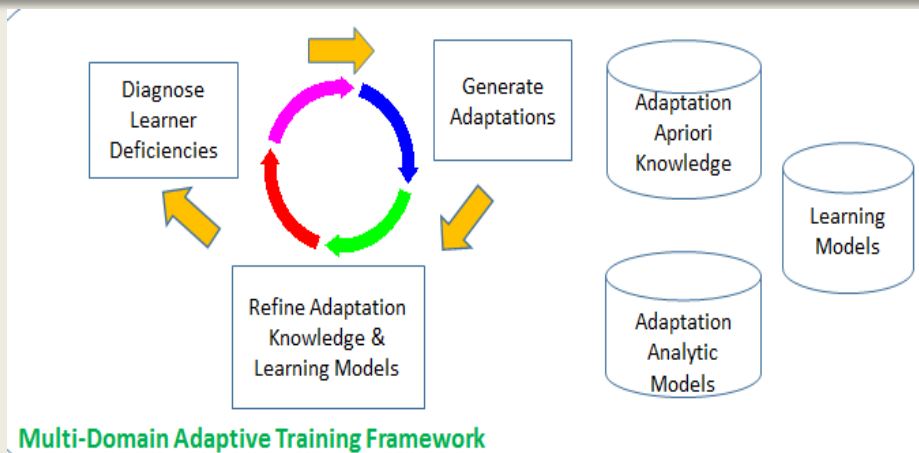 Diagnose
Learner
Deficiencies
Generate
Adaptations
Adaptation
Apriori
Knowledge
Learning
Models
Refine Adaptation
Knowledge &
Learning Models
Adaptation
Analytic
Models
Multi-Domain Adaptive Training Framework